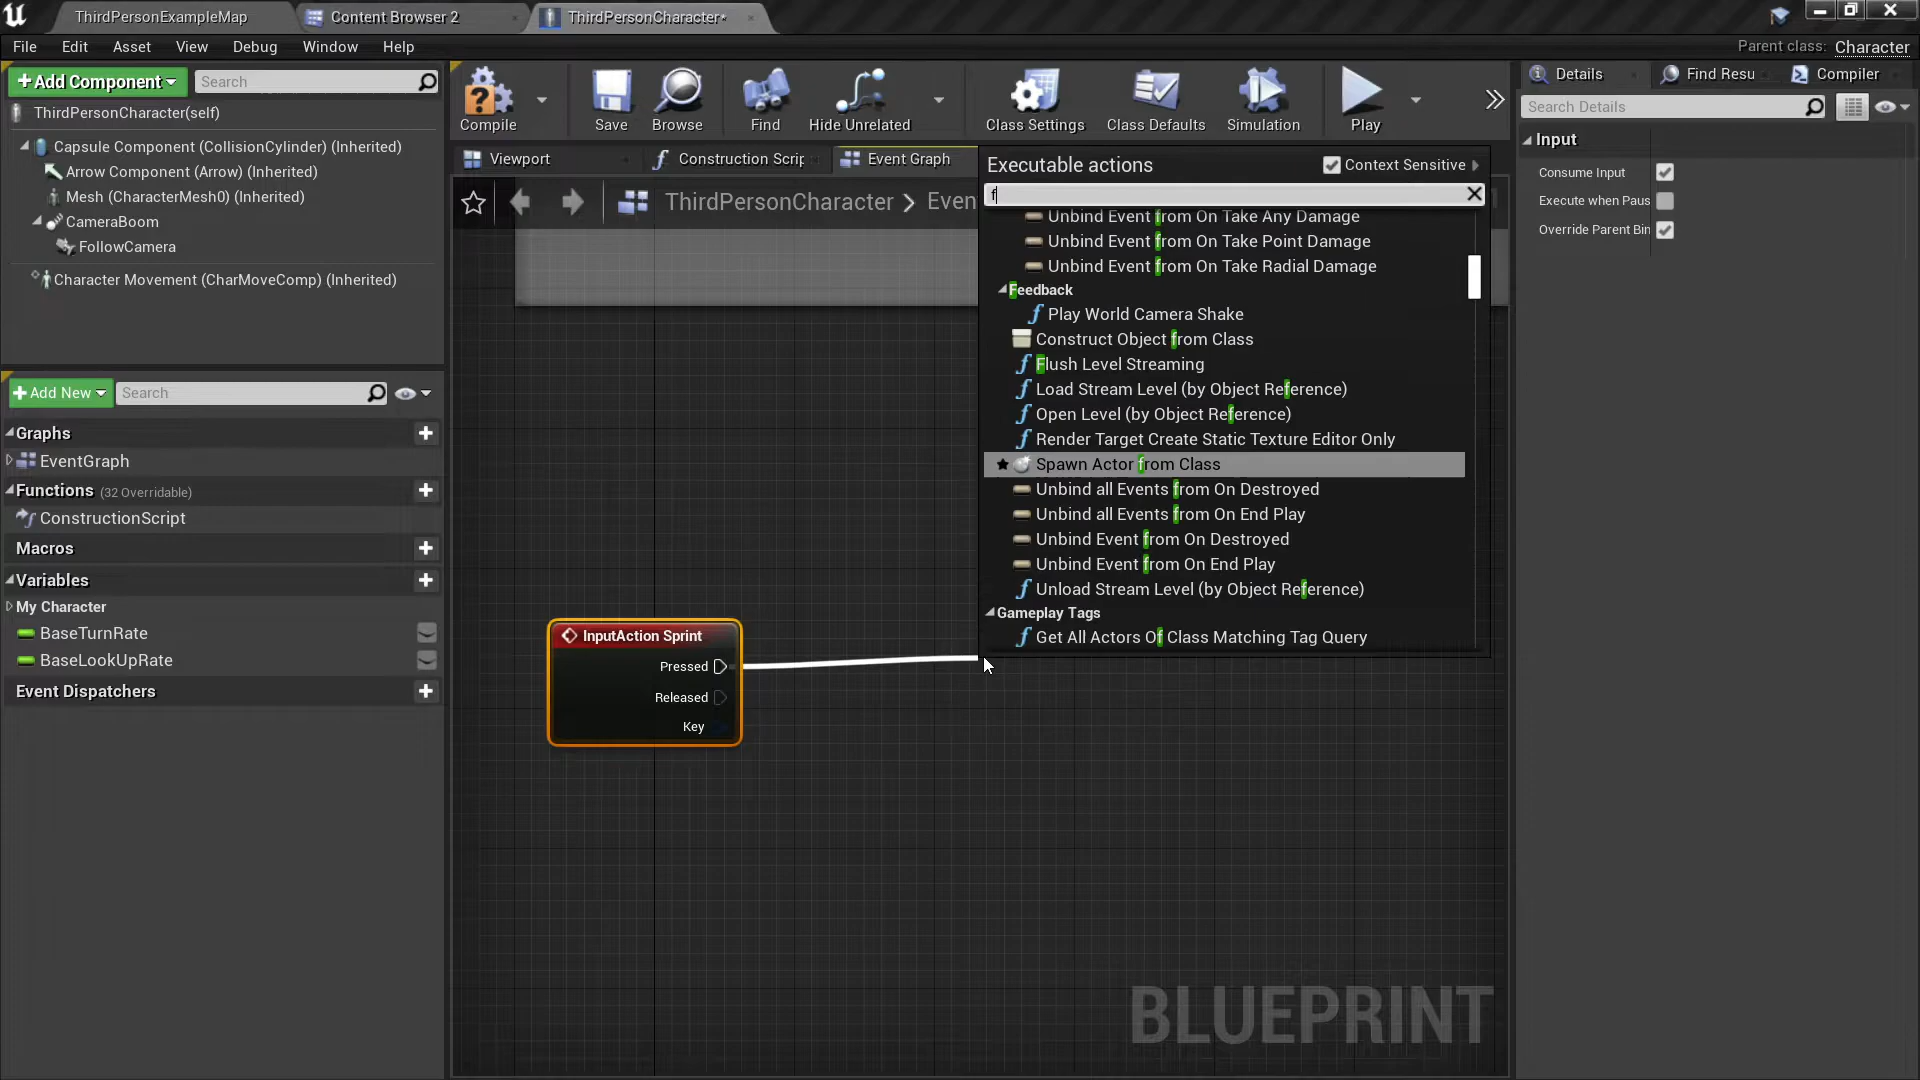 ThirdPersonExampleMap
Content Browser 2
ThirdPersonCharacter*
File Edit Asset View Debug Window Help
Parent class: Character
Add Component
Search
ThirdPersonCharacter(self)
Capsule Component (CollisionCylinder) (Inherited)
Arrow Component (Arrow) (Inherited)
Mesh (CharacterMesh0) (Inherited)
CameraBoom
FollowCamera
Character Movement (CharMoveComp) (Inherited)
Add New
Search
Graphs
EventGraph
Functions (32 Overridable)
ConstructionScript
Macros
Variables
My Character
BaseTurnRate
BaseLookUpRate
Event Dispatchers
Compile
Save
Browse
Find
Hide Unrelated
Class Settings
Class Defaults
Simulation
Play
Viewport
Construction Scrip
Event Graph
ThirdPersonCharacter > Even
Executable actions
Context Sensitive
f
Unbind Event from On Take Any Damage
Unbind Event from On Take Point Damage
Unbind Event from On Take Radial Damage
Feedback
Play World Camera Shake
Construct Object from Class
Flush Level Streaming
Load Stream Level (by Object Reference)
Open Level (by Object Reference)
Render Target Create Static Texture Editor Only
Spawn Actor from Class
Unbind all Events from On Destroyed
Unbind all Events from On End Play
Unbind Event from On Destroyed
Unbind Event from On End Play
Unload Stream Level (by Object Reference)
Gameplay Tags
Get All Actors Of Class Matching Tag Query
InputAction Sprint
Pressed
Released
Key
BLUEPRINT
Details
Find Resu
Compiler
Search Details
Input
Consume Input
Execute when Paus
Override Parent Bin